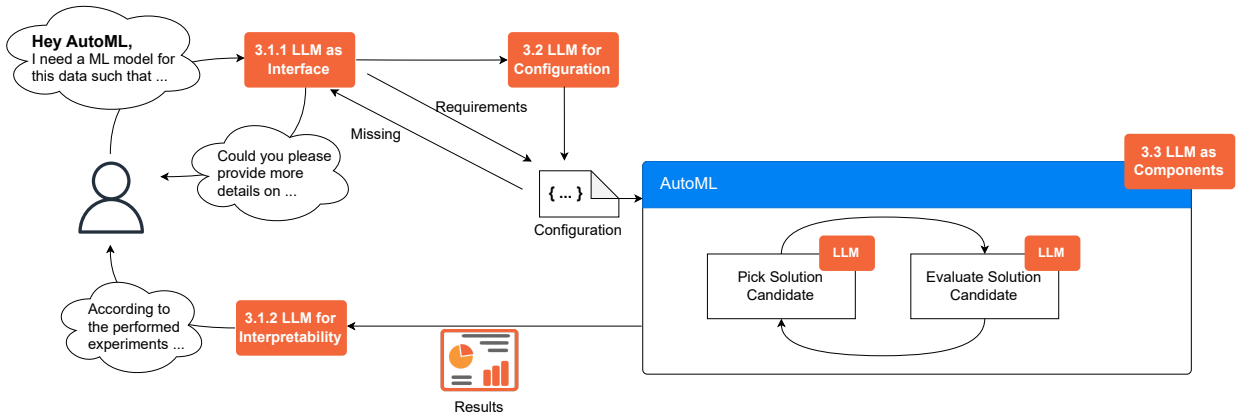 Hey AutoML,
I need a ML model for
this data such that ...
3.1.1 LLM as
Interface
3.2 LLM for
Configuration
Requirements
Missing
Could you please
provide more
details on ...
{ ... }
Configuration
3.3 LLM as
Components
AutoML
LLM
Pick Solution
Candidate
LLM
Evaluate Solution
Candidate
According to
the performed
experiments ...
3.1.2 LLM for
Interpretability
Results